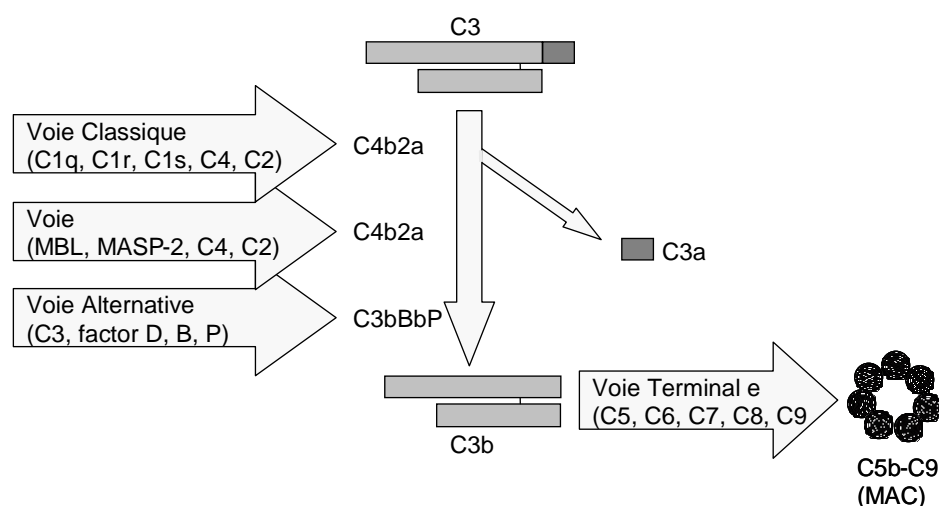 C3
Voie Classique
(C1q, C1r, C1s, C4, C2)
C4b2a
Voie
(MBL, MASP-2, C4, C2)
C4b2a
C3a
Voie Alternative
(C3, factor D, B, P)
C3bBbP
Voie Terminal e
(C5, C6, C7, C8, C9
C3b
C5b-C9
(MAC)